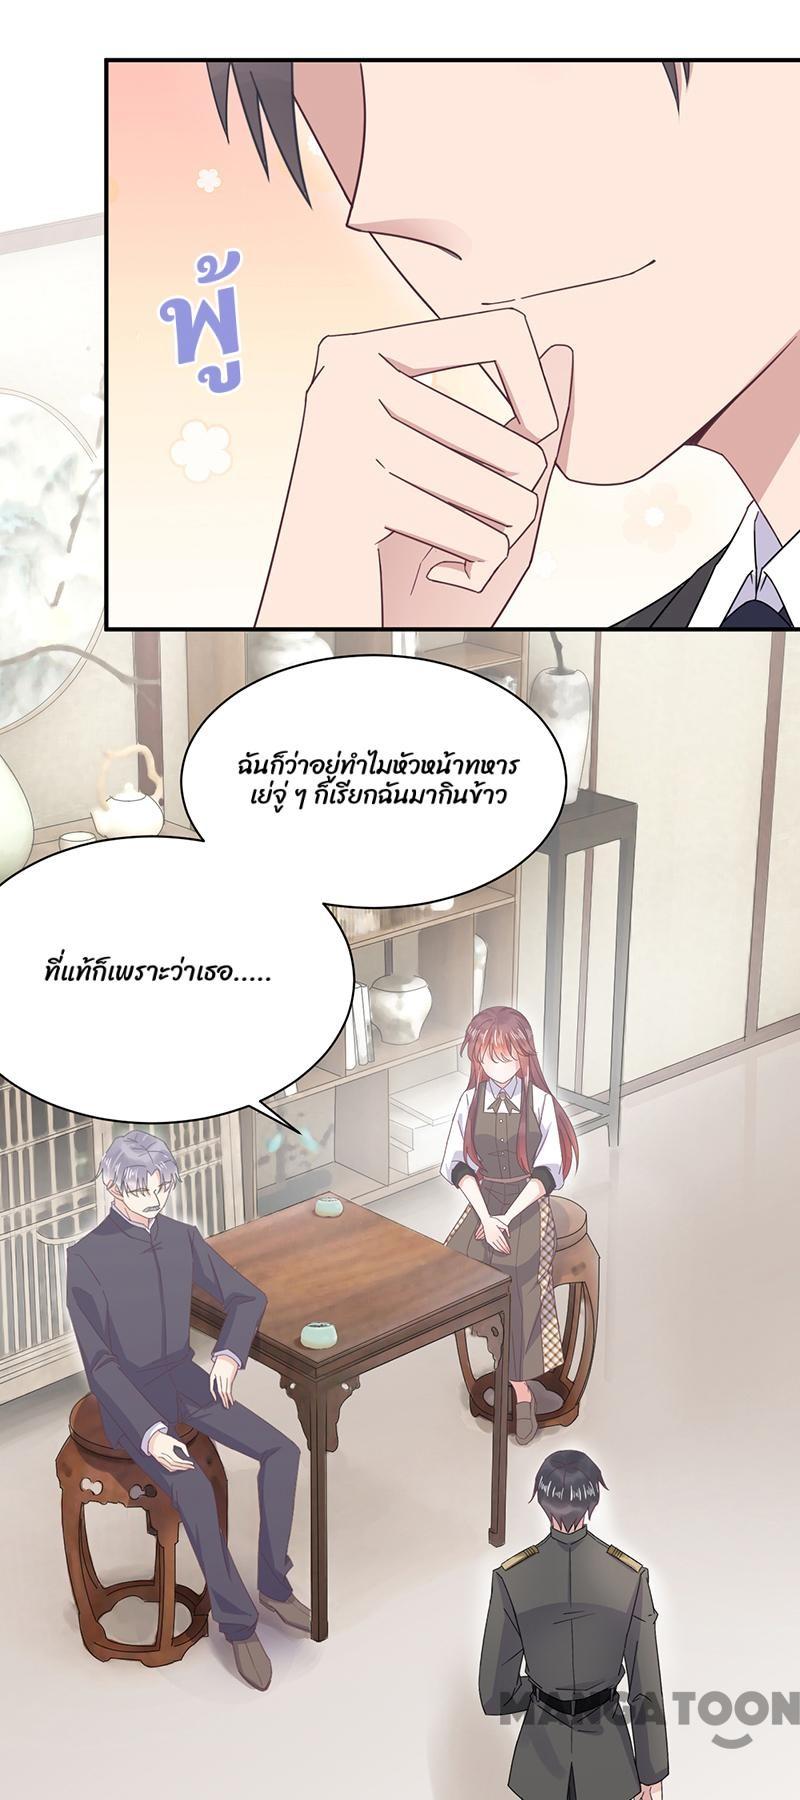 พู้
ฉันก็ว่าอยู่ทำไมหัวหน้าทหาร
เย่จู่ ๆ ก็เรียกฉันมากินข้าว
ที่แท้ก็เพราะว่าเธอ.....
MANGATOON